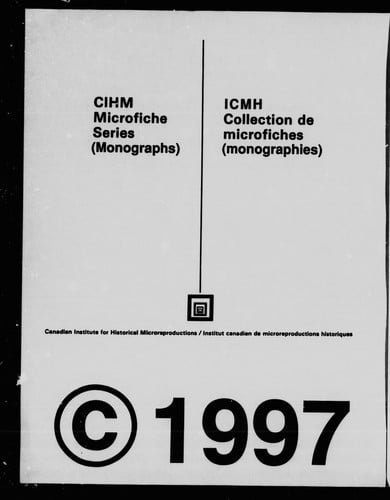 CIHM
Microfiche
Series
(Monographs)
ICMH
Collection de
microfiches
(monographies)
Canadian Institute for Historical Microreproductions / Institut canadien de microreproductions historiques
© 1997